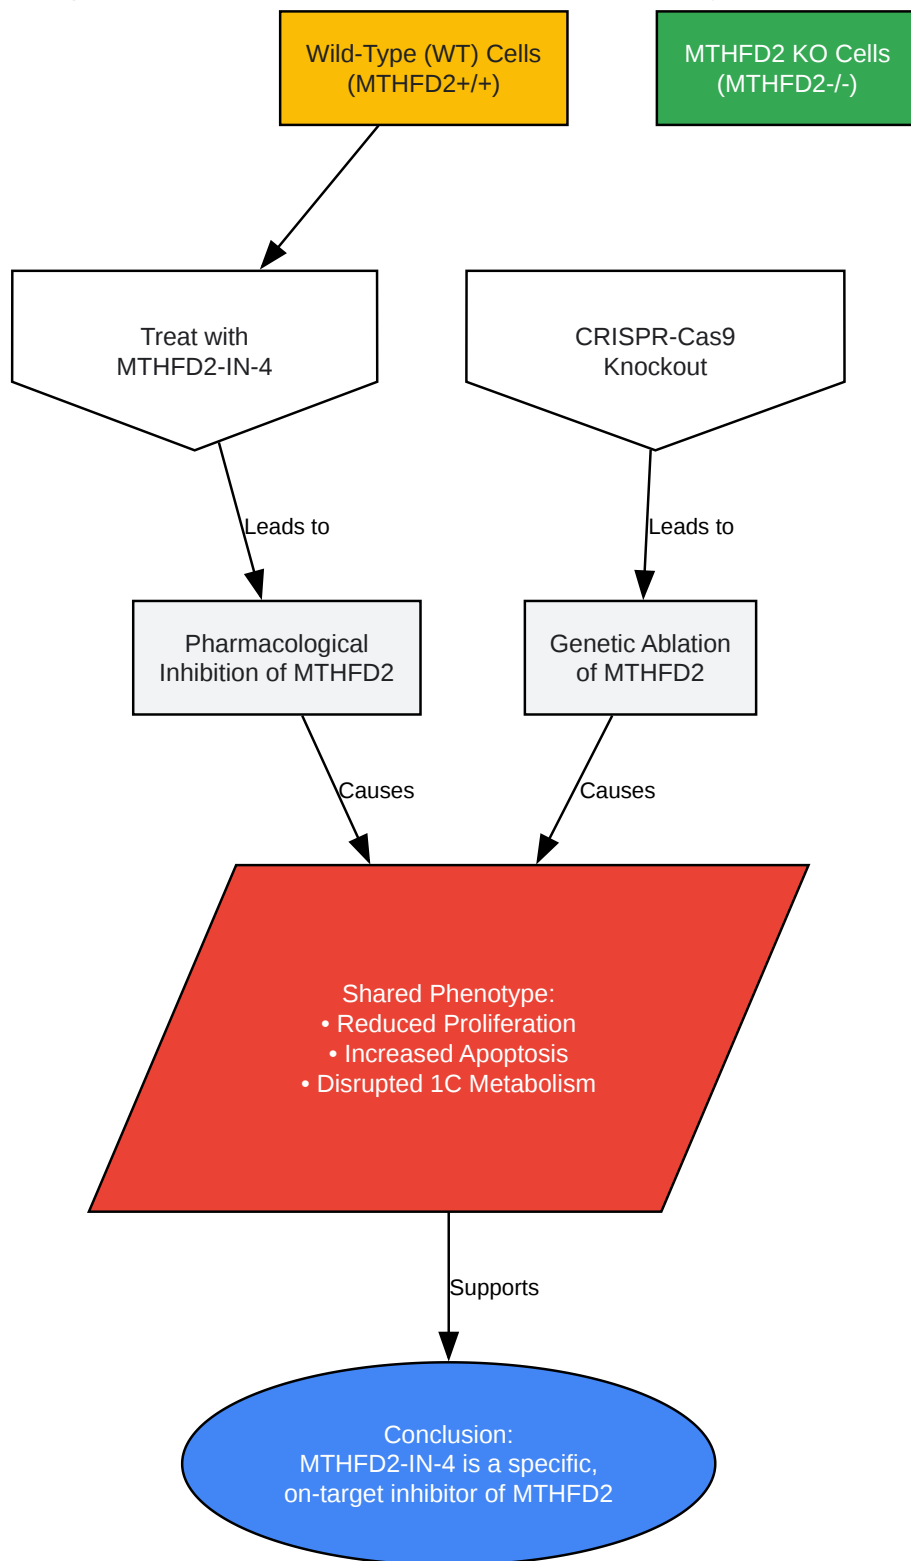 Wild-Type (WT) Cells
(MTHFD2+/+)
MTHFD2 KO Cells
(MTHFD2-/-)
Treat with
MTHFD2-IN-4
CRISPR-Cas9
Knockout
Leads to
Leads to
Pharmacological
Inhibition of MTHFD2
Genetic Ablation
of MTHFD2
Causes
Causes
Shared Phenotype:
• Reduced Proliferation
• Increased Apoptosis
• Disrupted 1C Metabolism
Supports
Conclusion:
MTHFD2-IN-4 is a specific,
on-target inhibitor of MTHFD2